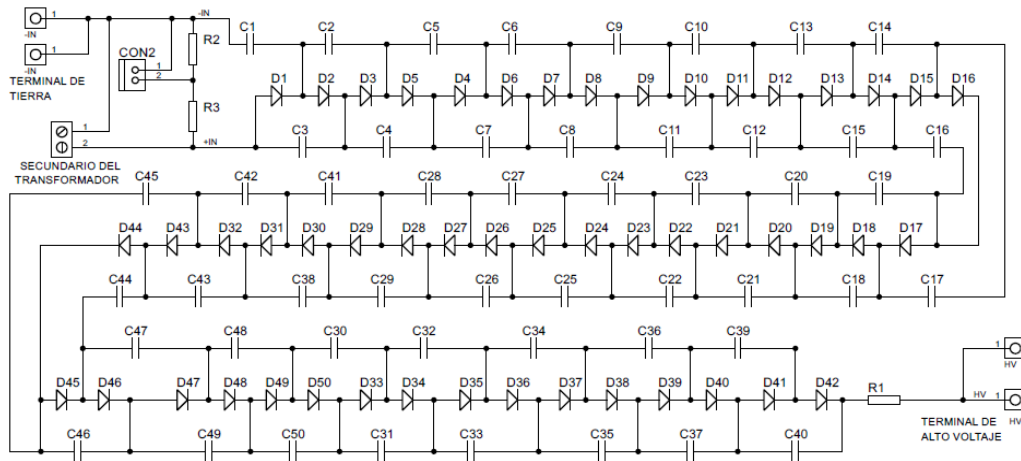 1 -IN C1 C2 C5 C6 C9 C10 C13 C14
-IN
1 R2
-IN CON2
1
2
TERMINAL DE
TIERRA
D1 D2 D3 D5 D4 D6 D7 D8 D9 D10 D11 D12 D13 D14 D15 D16
R3
1
2 +IN C3 C4 C7 C8 C11 C12 C15 C16
SECUNDARIO DEL
TRANSFORMADOR
C45 C42 C41 C28 C27 C24 C23 C20 C19
D44 D43 D32 D31 D30 D29 D28 D27 D26 D25 D24 D23 D22 D21 D20 D19 D18 D17
C44 C43 C38 C29 C26 C25 C22 C21 C18 C17
C47 C48 C30 C32 C34 C36 C39
1
HV
D45 D46 D47 D48 D49 D50 D33 D34 D35 D36 D37 D38 D39 D40 D41 D42 R1 HV 1
HV
TERMINAL DE
ALTO VOLTAJE
C46 C49 C50 C31 C33 C35 C37 C40